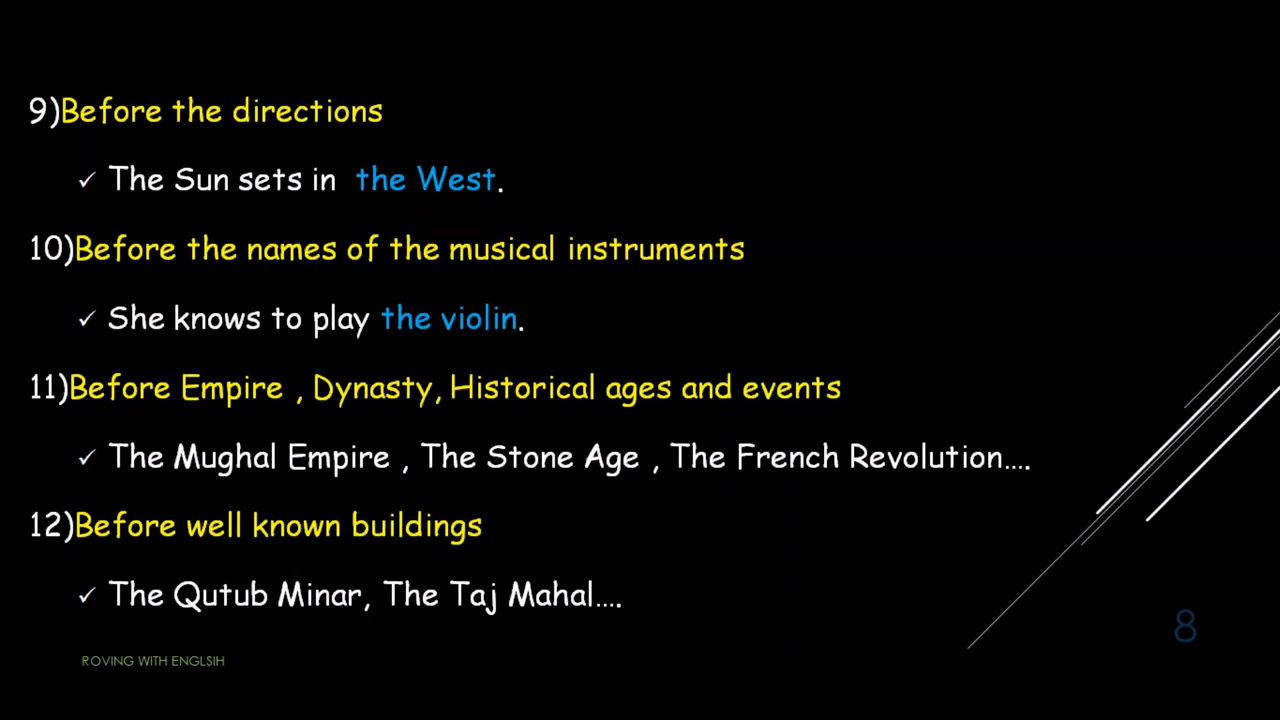 9)Before the directions
✓ The Sun sets in the West.
10)Before the names of the musical instruments
✓ She knows to play the violin.
11)Before Empire , Dynasty, Historical ages and events
✓ The Mughal Empire , The Stone Age , The French Revolution....
12)Before well known buildings
✓ The Qutub Minar, The Taj Mahal....
8
ROVING WITH ENGLSIH